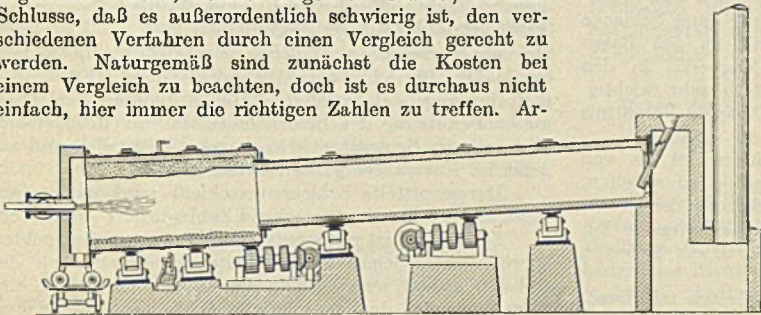 Schlusse, daß es außerordentlich schwierig ist, den ver-
schiedenen Verfahren durch einen Vergleich gerecht zu
werden. Naturgemäß sind zunächst die Kosten bei
einem Vergleich zu beachten, doch ist es durchaus nicht
einfach, hier immer die richtigen Zahlen zu treffen. Ar-